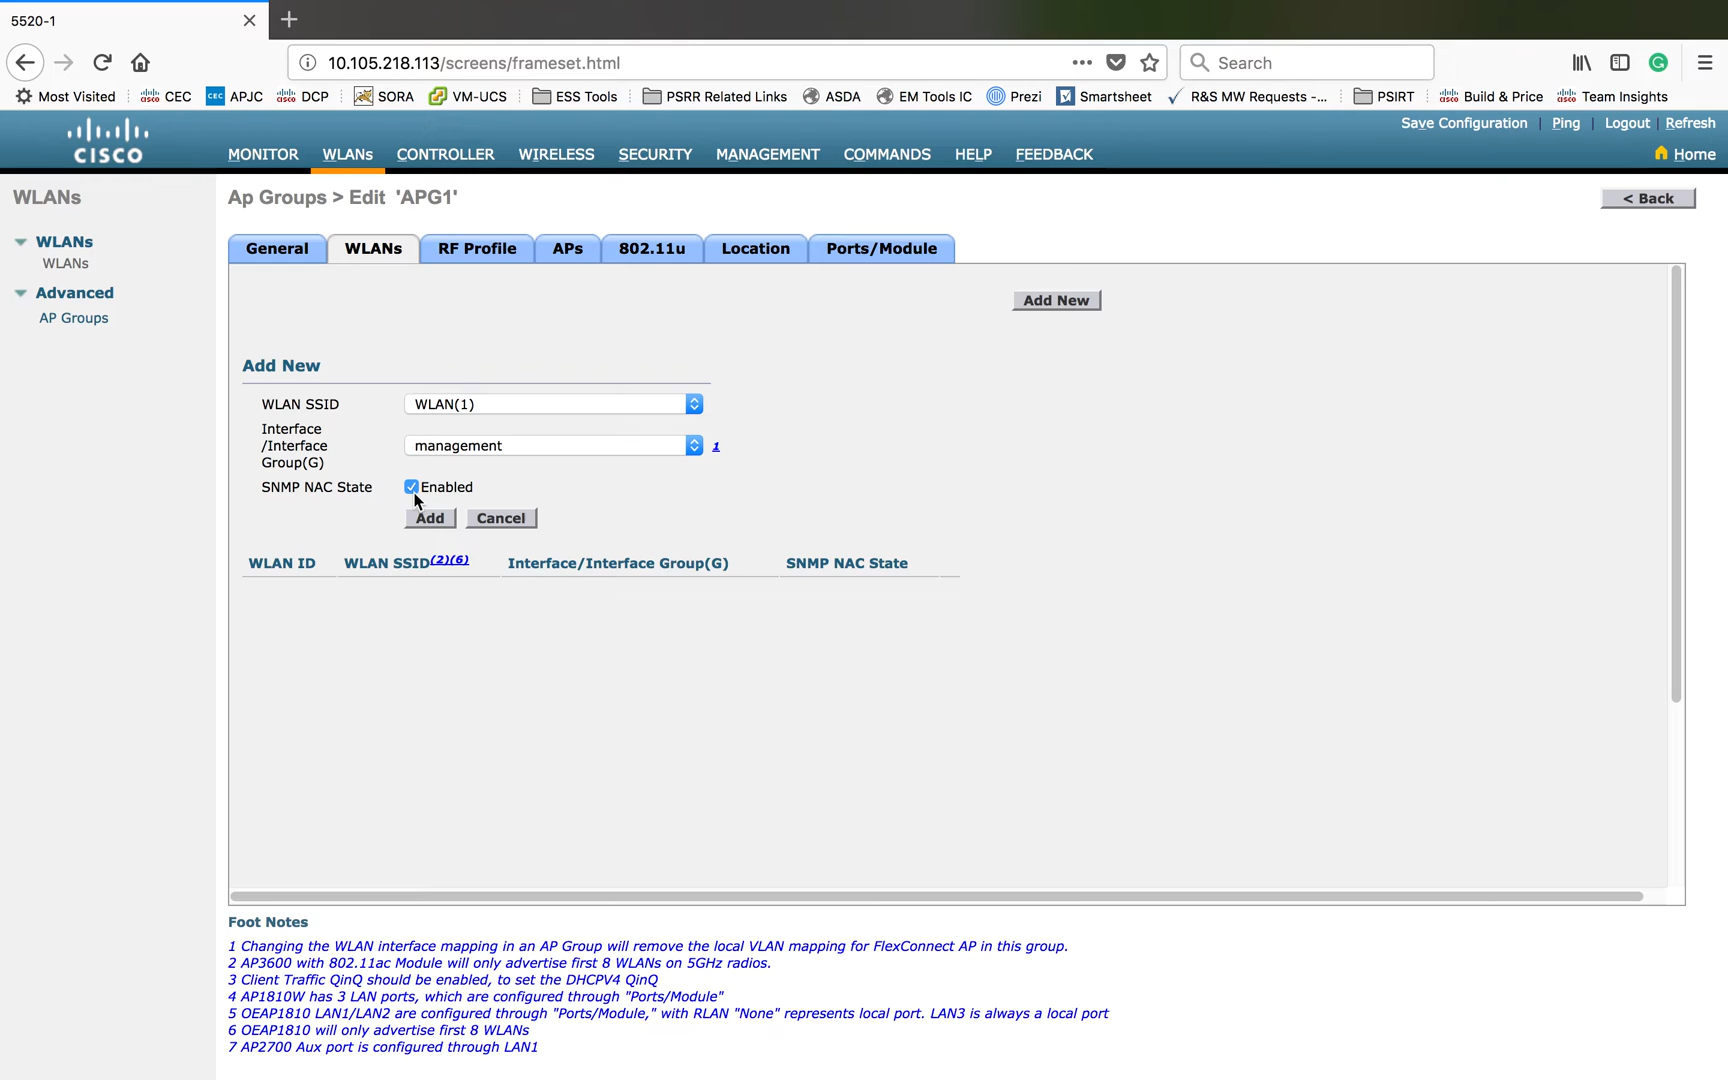 5520-1
10.105.218.113/screens/frameset.html
Search
Most Visited CEC CEC APJC DCP SORA VM-UCS ESS Tools PSRR Related Links ASDA EM Tools IC Prezi Smartsheet R&S MW Requests -... PSIRT Build & Price Team Insights
Save Configuration | Ping | Logout | Refresh
CISCO
MONITOR WLANs CONTROLLER WIRELESS SECURITY MANAGEMENT COMMANDS HELP FEEDBACK
Home
WLANs
Ap Groups > Edit 'APG1'
< Back
WLANs
WLANs
Advanced
AP Groups
General WLANs RF Profile APs 802.11u Location Ports/Module
Add New
Add New
WLAN SSID WLAN(1)
Interface
/Interface
Group(G)
management 1
SNMP NAC State Enabled
Add Cancel
WLAN ID WLAN SSID(2)(6) Interface/Interface Group(G) SNMP NAC State
Foot Notes
1 Changing the WLAN interface mapping in an AP Group will remove the local VLAN mapping for FlexConnect AP in this group.
2 AP3600 with 802.11ac Module will only advertise first 8 WLANs on 5GHz radios.
3 Client Traffic QinQ should be enabled, to set the DHCPV4 QinQ
4 AP1810W has 3 LAN ports, which are configured through "Ports/Module"
5 OEAP1810 LAN1/LAN2 are configured through "Ports/Module," with RLAN "None" represents local port. LAN3 is always a local port
6 OEAP1810 will only advertise first 8 WLANs
7 AP2700 Aux port is configured through LAN1